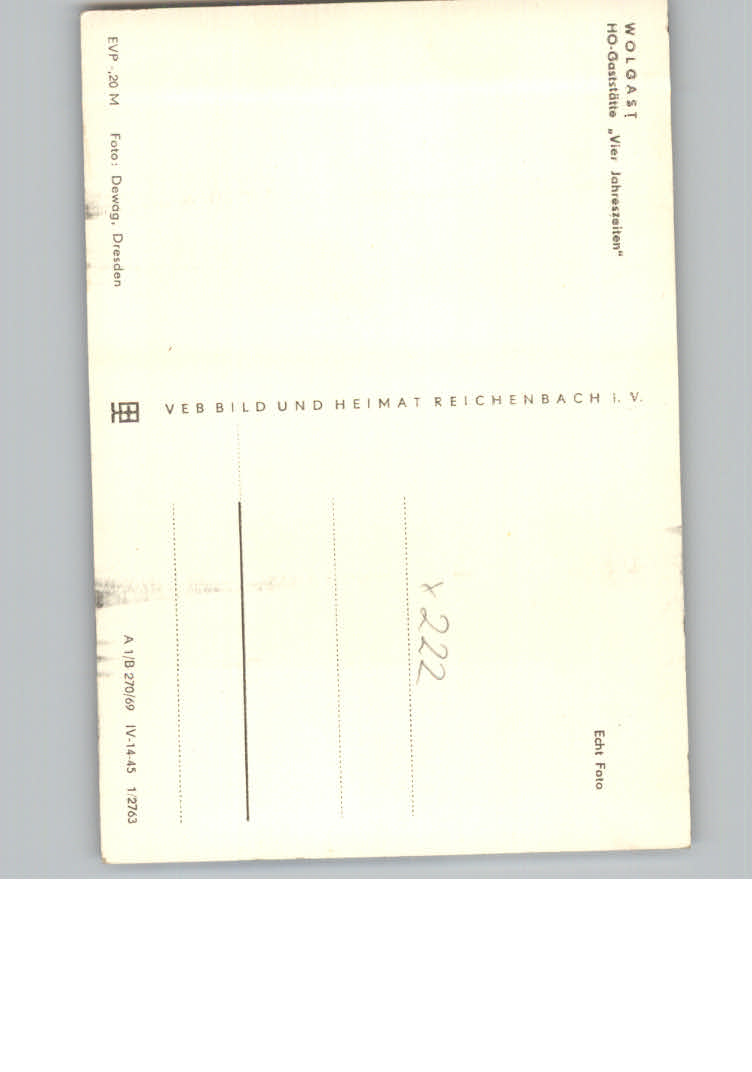 WOLGAST
HO-Gaststätte „Vier Jahreszeiten"
EVP -,20 M Foto: Dewag, Dresden
VEB BILD UND HEIMAT REICHENBACH i. V.
Echt Foto
x 222
A 1/B 270/69 IV-14-45 1/2763